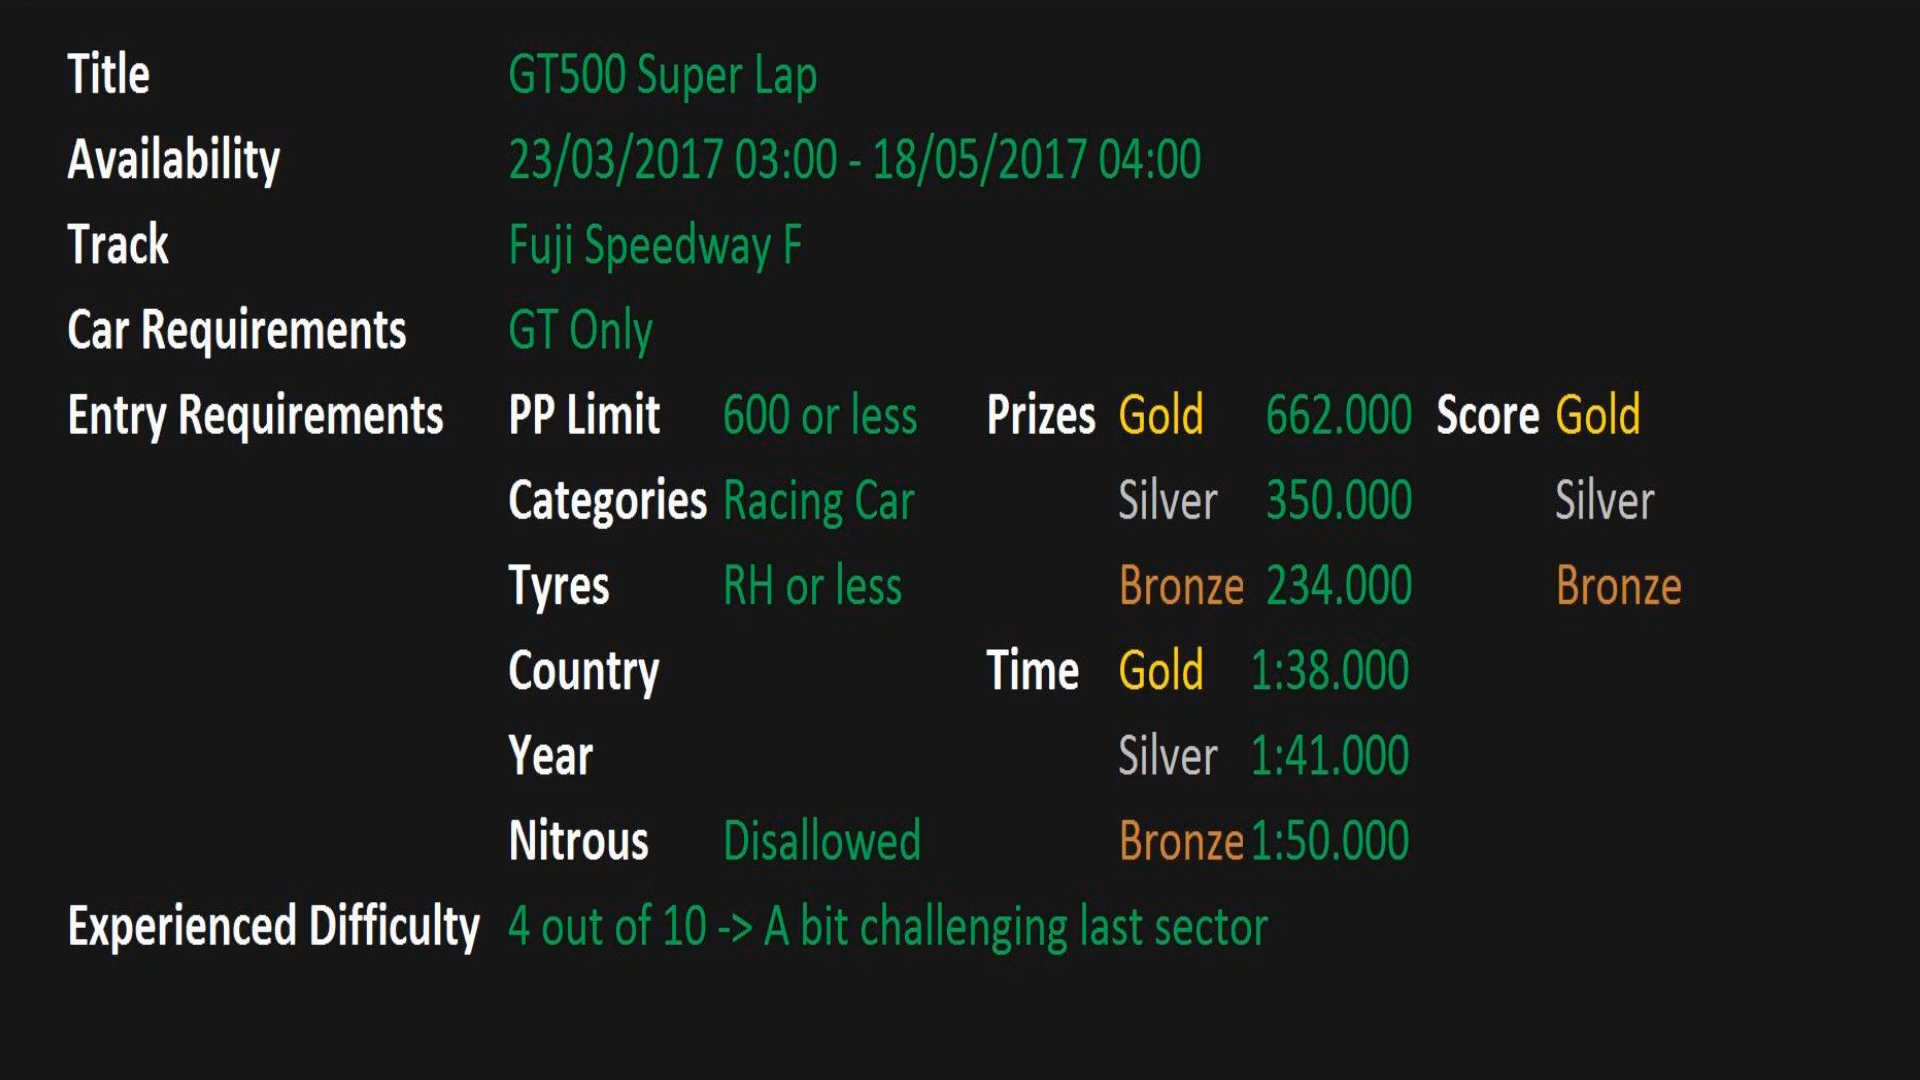 Title GT500 Super Lap
Availability 23/03/2017 03:00 - 18/05/2017 04:00
Track Fuji Speedway F
Car Requirements GT Only
Entry Requirements PP Limit 600 or less Prizes Gold 662.000 Score Gold
Categories Racing Car Silver 350.000 Silver
Tyres RH or less Bronze 234.000 Bronze
Country Time Gold 1:38.000
Year Silver 1:41.000
Nitrous Disallowed Bronze 1:50.000
Experienced Difficulty 4 out of 10 -> A bit challenging last sector